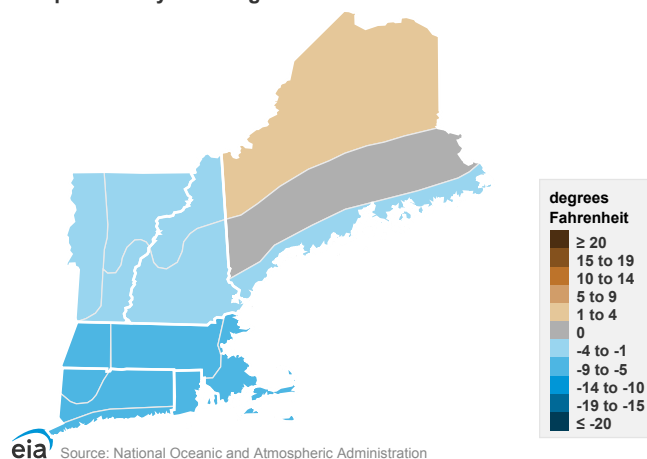 degrees
Fahrenheit
≥ 20
15 to 19
10 to 14
5 to 9
1 to 4
0
-4 to -1
-9 to -5
-14 to -10
-19 to -15
≤ -20
eia Source: National Oceanic and Atmospheric Administration